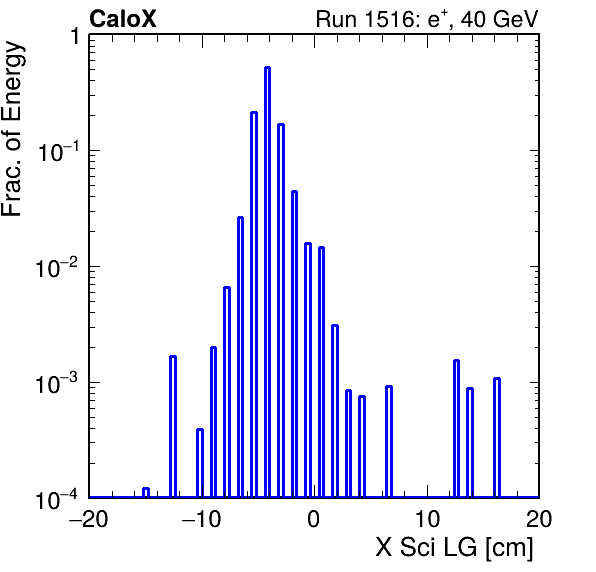 CaloX Run 1516: e⁺, 40 GeV
Frac. of Energy
1
10⁻¹
10⁻²
10⁻³
10⁻⁴
−20 −10 0 10 20
X Sci LG [cm]